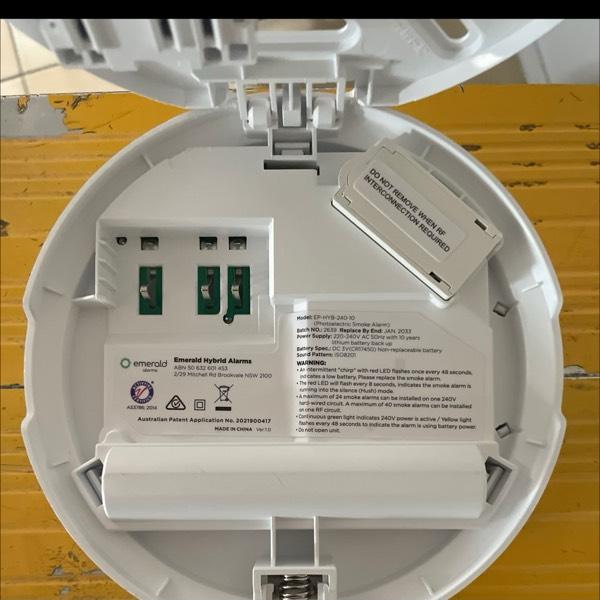 DO NOT REMOVE WHEN RF
INTERCONNECTION REQUIRED
Model: EP-HYB-240-10
(Photoelectric Smoke Alarm)
Batch NO.: 2639 Replace By End: JAN. 2033
Power Supply: 220-240V AC 50Hz with 10 years
lithium battery back up
Battery Spec.: DC 3V(CR17450) Non-replaceable battery
Sound Pattern: ISO8201
WARNING:
• An intermittent "chirp" with red LED flashes once every 48 seconds,
indicates a low battery, Please replace the smoke alarm.
• The red LED will flash every 8 seconds, indicates the smoke alarm is
running into the silence (Hush) mode.
• A maximum of 24 smoke alarms can be installed on one 240V
hard-wired circuit. A maximum of 40 smoke alarms can be installed
on one RF circuit.
• Continuous green light indicates 240V power is active / Yellow light
flashes every 48 seconds to indicate the alarm is using battery power.
• Do not open unit.
emerald
alarms
Emerald Hybrid Alarms
ABN 50 632 601 453
2/29 Mitchell Rd Brookvale NSW 2100
AS3786: 2014
Australian Patent Application No. 2021900417
MADE IN CHINA Ver:1.0